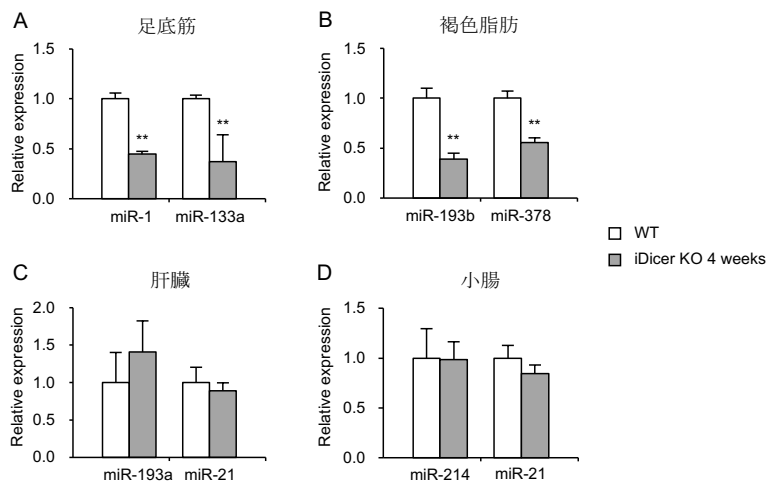 A
足底筋
Relative expression
1.5
1.0
0.5
0.0
**
**
miR-1
miR-133a
B
褐色脂肪
Relative expression
1.5
1.0
0.5
0.0
**
**
miR-193b
miR-378
WT
iDicer KO 4 weeks
C
肝臓
Relative expression
2.0
1.5
1.0
0.5
0.0
miR-193a
miR-21
D
小腸
Relative expression
1.5
1.0
0.5
0.0
miR-214
miR-21